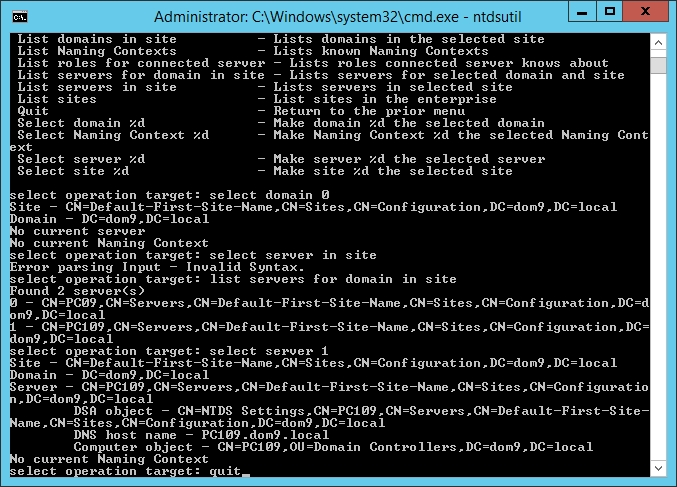 Administrator: C:\Windows\system32\cmd.exe - ntdsutil
C:\.
List domains in site - Lists domains in the selected site
List Naming Contexts - Lists known Naming Contexts
List roles for connected server - Lists roles connected server knows about
List servers for domain in site - Lists servers for selected domain and site
List servers in site - Lists servers in selected site
List sites - List sites in the enterprise
Quit - Return to the prior menu
Select domain %d - Make domain %d the selected domain
Select Naming Context %d - Make Naming Context %d the selected Naming Cont
ext
Select server %d - Make server %d the selected server
Select site %d - Make site %d the selected site
select operation target: select domain 0
Site - CN=Default-First-Site-Name,CN=Sites,CN=Configuration,DC=dom9,DC=local
Domain - DC=dom9,DC=local
No current server
No current Naming Context
select operation target: select server in site
Error parsing Input - Invalid Syntax.
select operation target: list servers for domain in site
Found 2 server(s)
0 - CN=PC09,CN=Servers,CN=Default-First-Site-Name,CN=Sites,CN=Configuration,DC=d
om9,DC=local
1 - CN=PC109,CN=Servers,CN=Default-First-Site-Name,CN=Sites,CN=Configuration,DC=
dom9,DC=local
select operation target: select server 1
Site - CN=Default-First-Site-Name,CN=Sites,CN=Configuration,DC=dom9,DC=local
Domain - DC=dom9,DC=local
Server - CN=PC109,CN=Servers,CN=Default-First-Site-Name,CN=Sites,CN=Configuratio
n,DC=dom9,DC=local
DSA object - CN=NTDS Settings,CN=PC109,CN=Servers,CN=Default-First-Site-
Name,CN=Sites,CN=Configuration,DC=dom9,DC=local
DNS host name - PC109.dom9.local
Computer object - CN=PC109,OU=Domain Controllers,DC=dom9,DC=local
No current Naming Context
select operation target: quit_